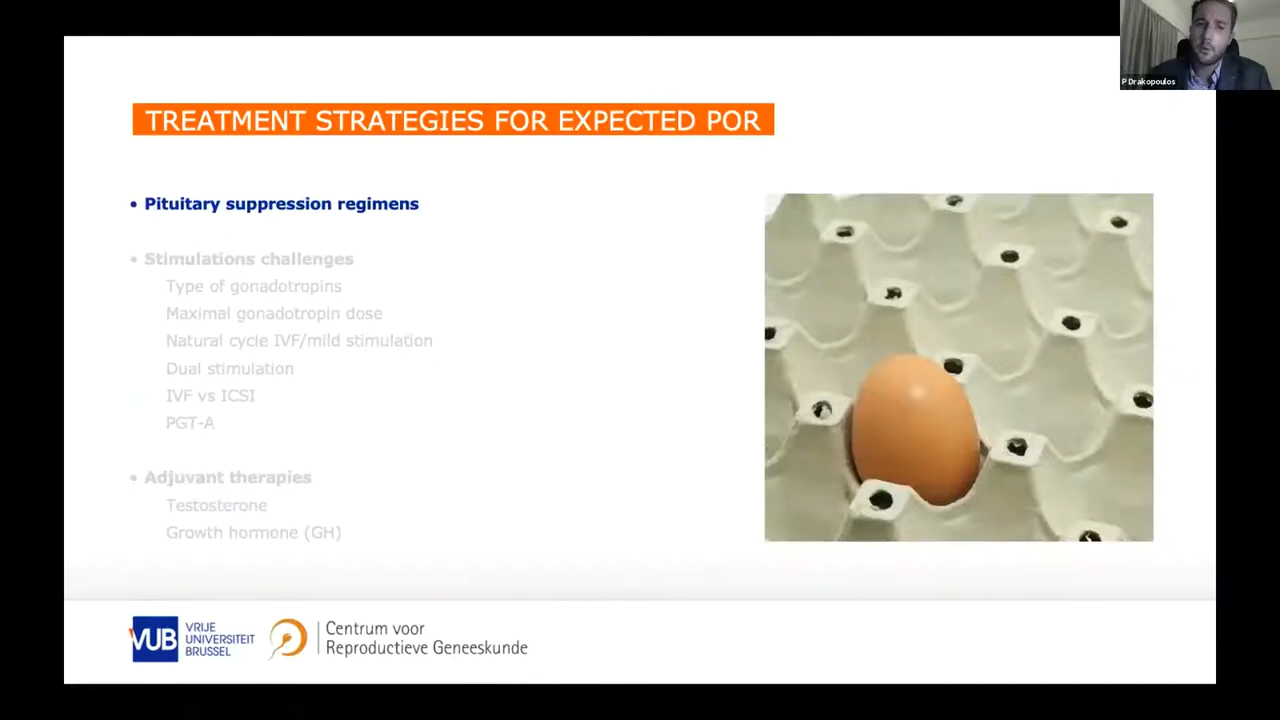 P Drakopoulos
TREATMENT STRATEGIES FOR EXPECTED POR
• Pituitary suppression regimens
• Stimulations challenges
Type of gonadotropins
Maximal gonadotropin dose
Natural cycle IVF/mild stimulation
Dual stimulation
IVF vs ICSI
PGT-A
• Adjuvant therapies
Testosterone
Growth hormone (GH)
VUB
VRIJE
UNIVERSITEIT
BRUSSEL
Centrum voor
Reproductieve Geneeskunde